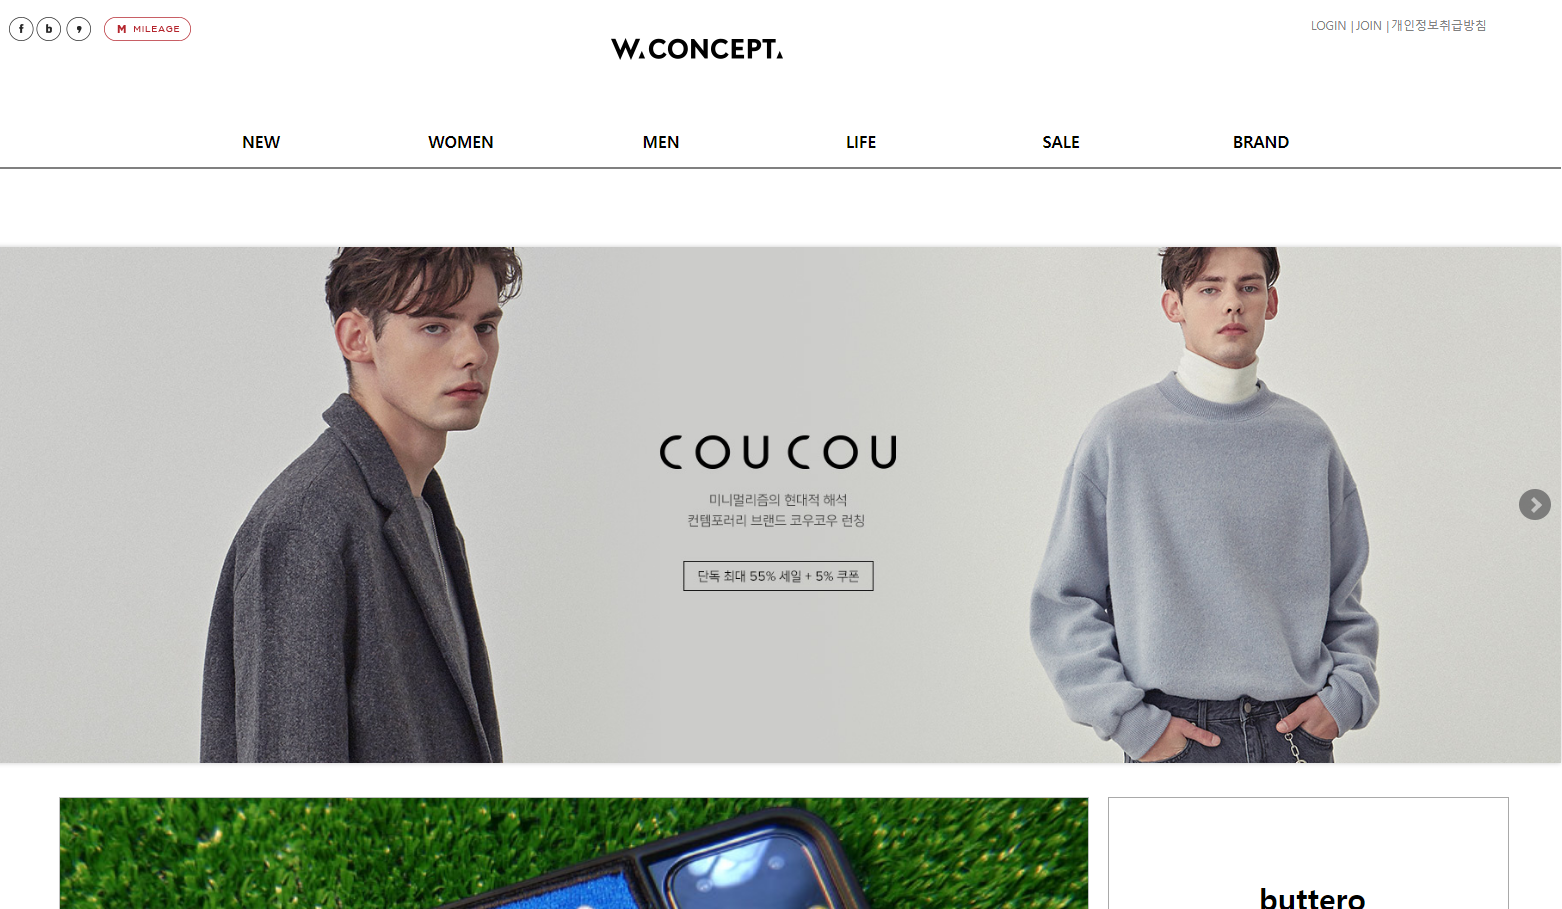 f b 9 M MILEAGE
LOGIN | JOIN | 개인정보취급방침
W.CONCEPT.
NEW WOMEN MEN LIFE SALE BRAND
COUCOU
미니멀리즘의 현대적 해석
컨템포러리 브랜드 코우코우 런칭
단독 최대 55% 세일 + 5% 쿠폰
buttero